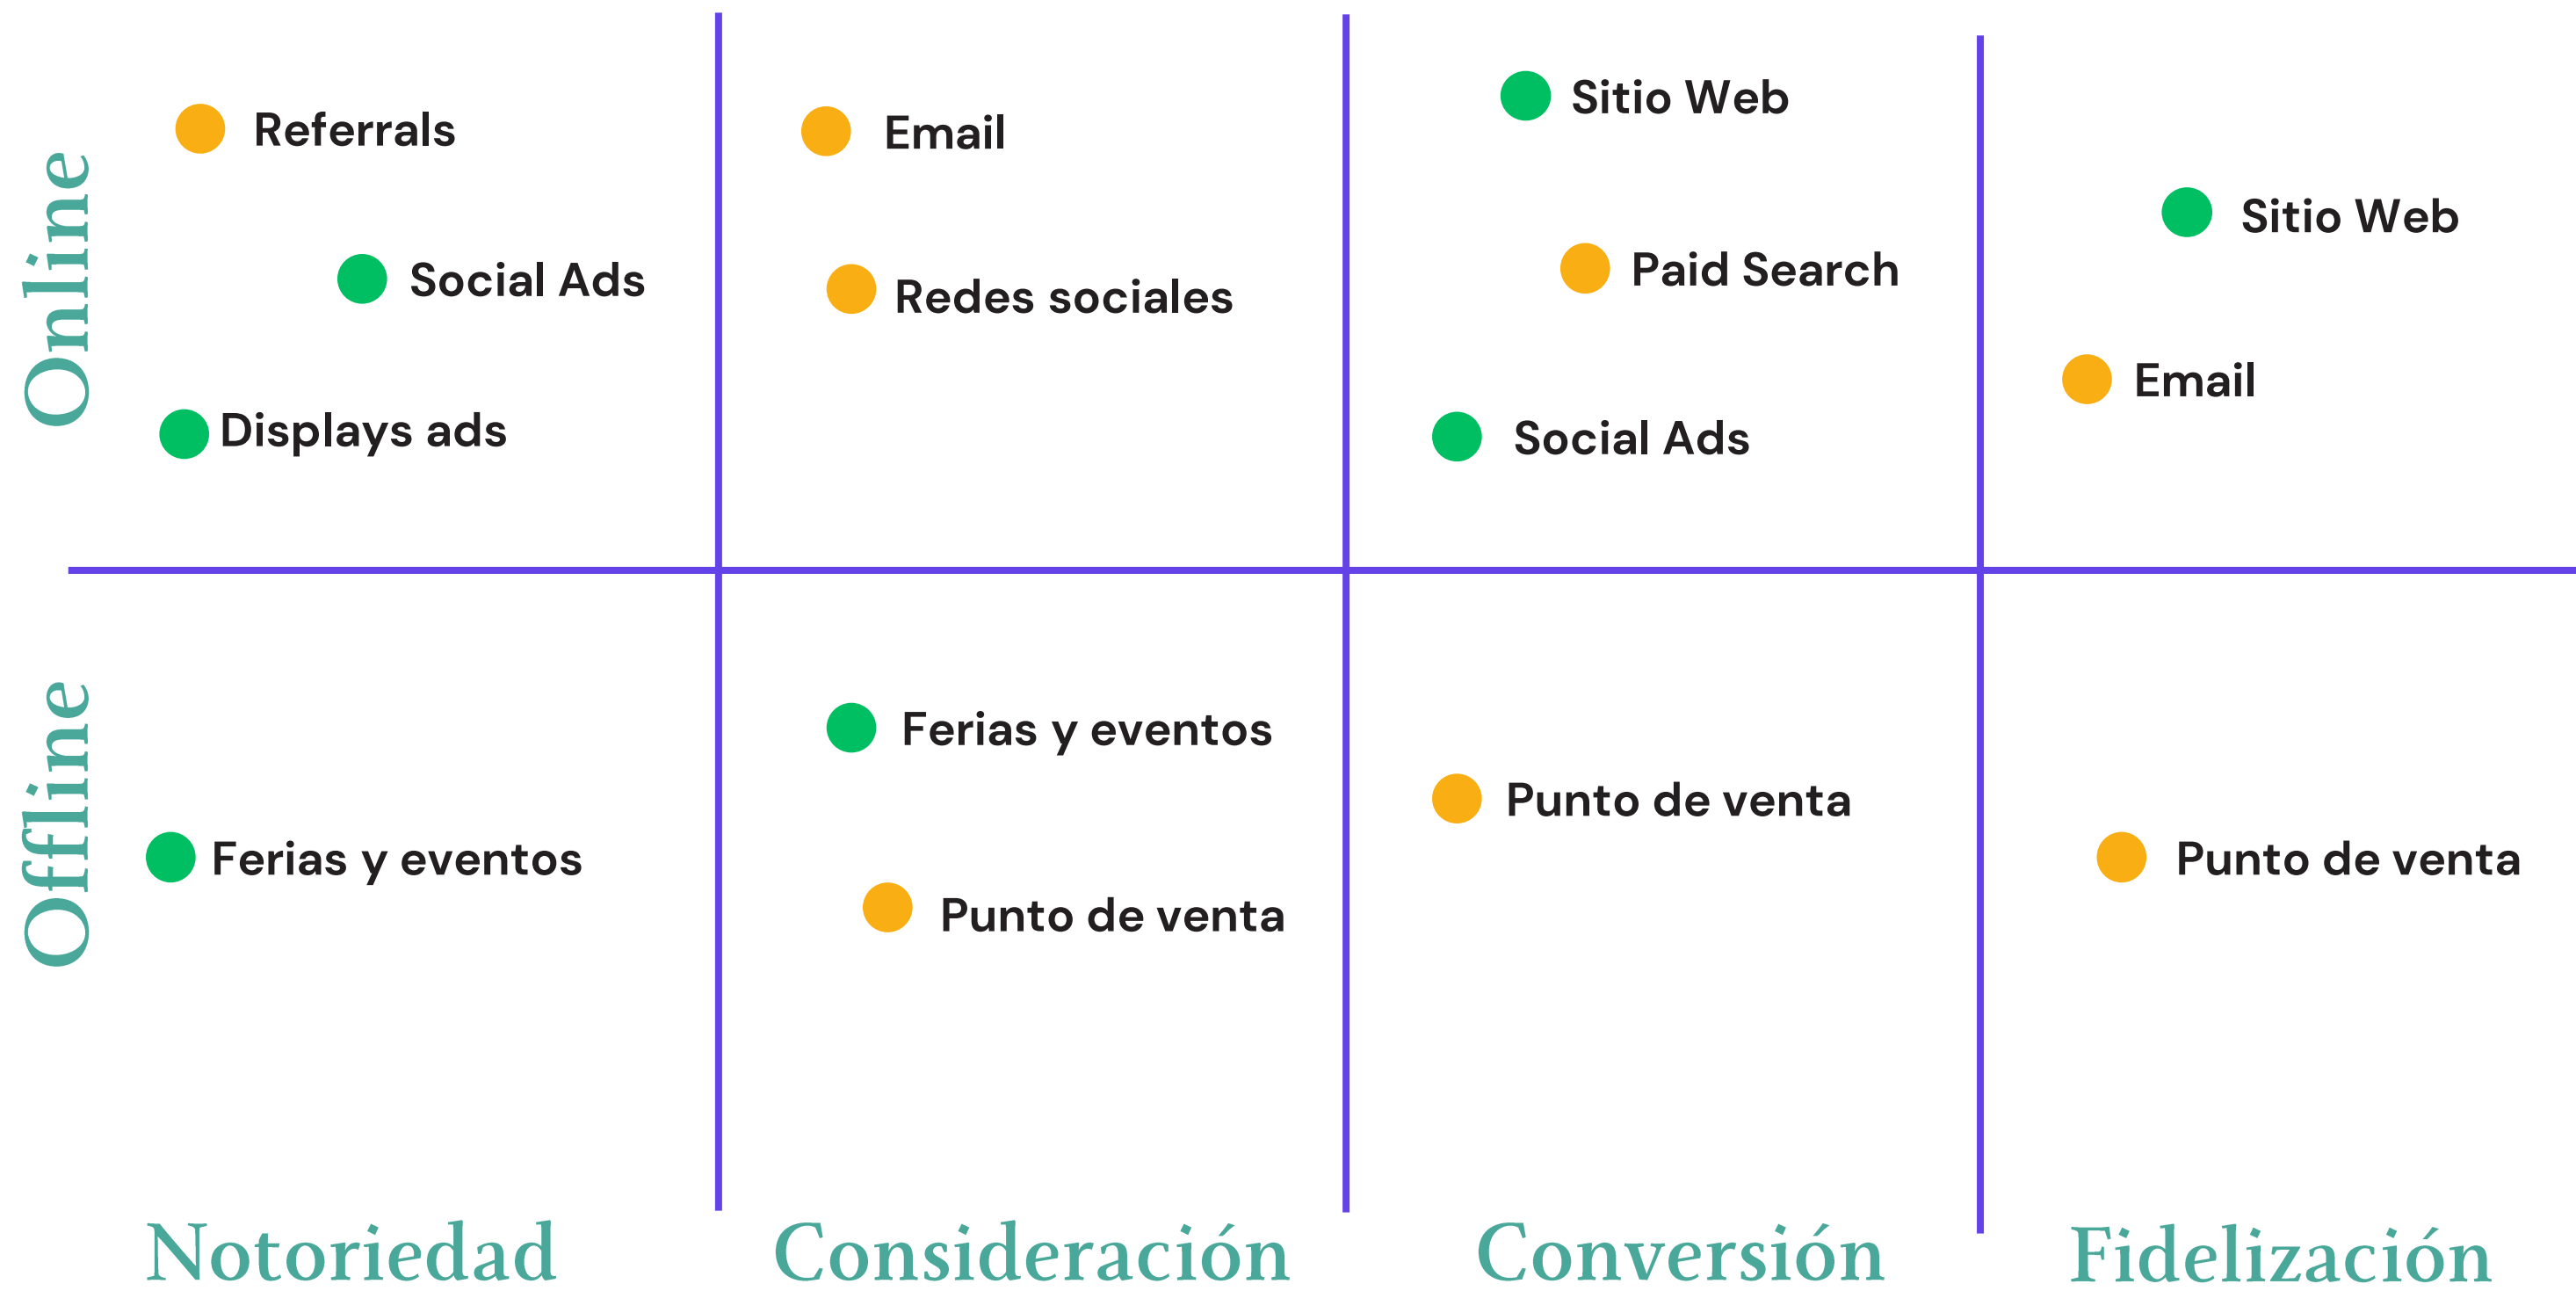 Online
Referrals
Social Ads
Displays ads
Email
Redes sociales
Sitio Web
Paid Search
Social Ads
Sitio Web
Email
Offline
Ferias y eventos
Ferias y eventos
Punto de venta
Punto de venta
Punto de venta
Notoriedad
Consideración
Conversión
Fidelización